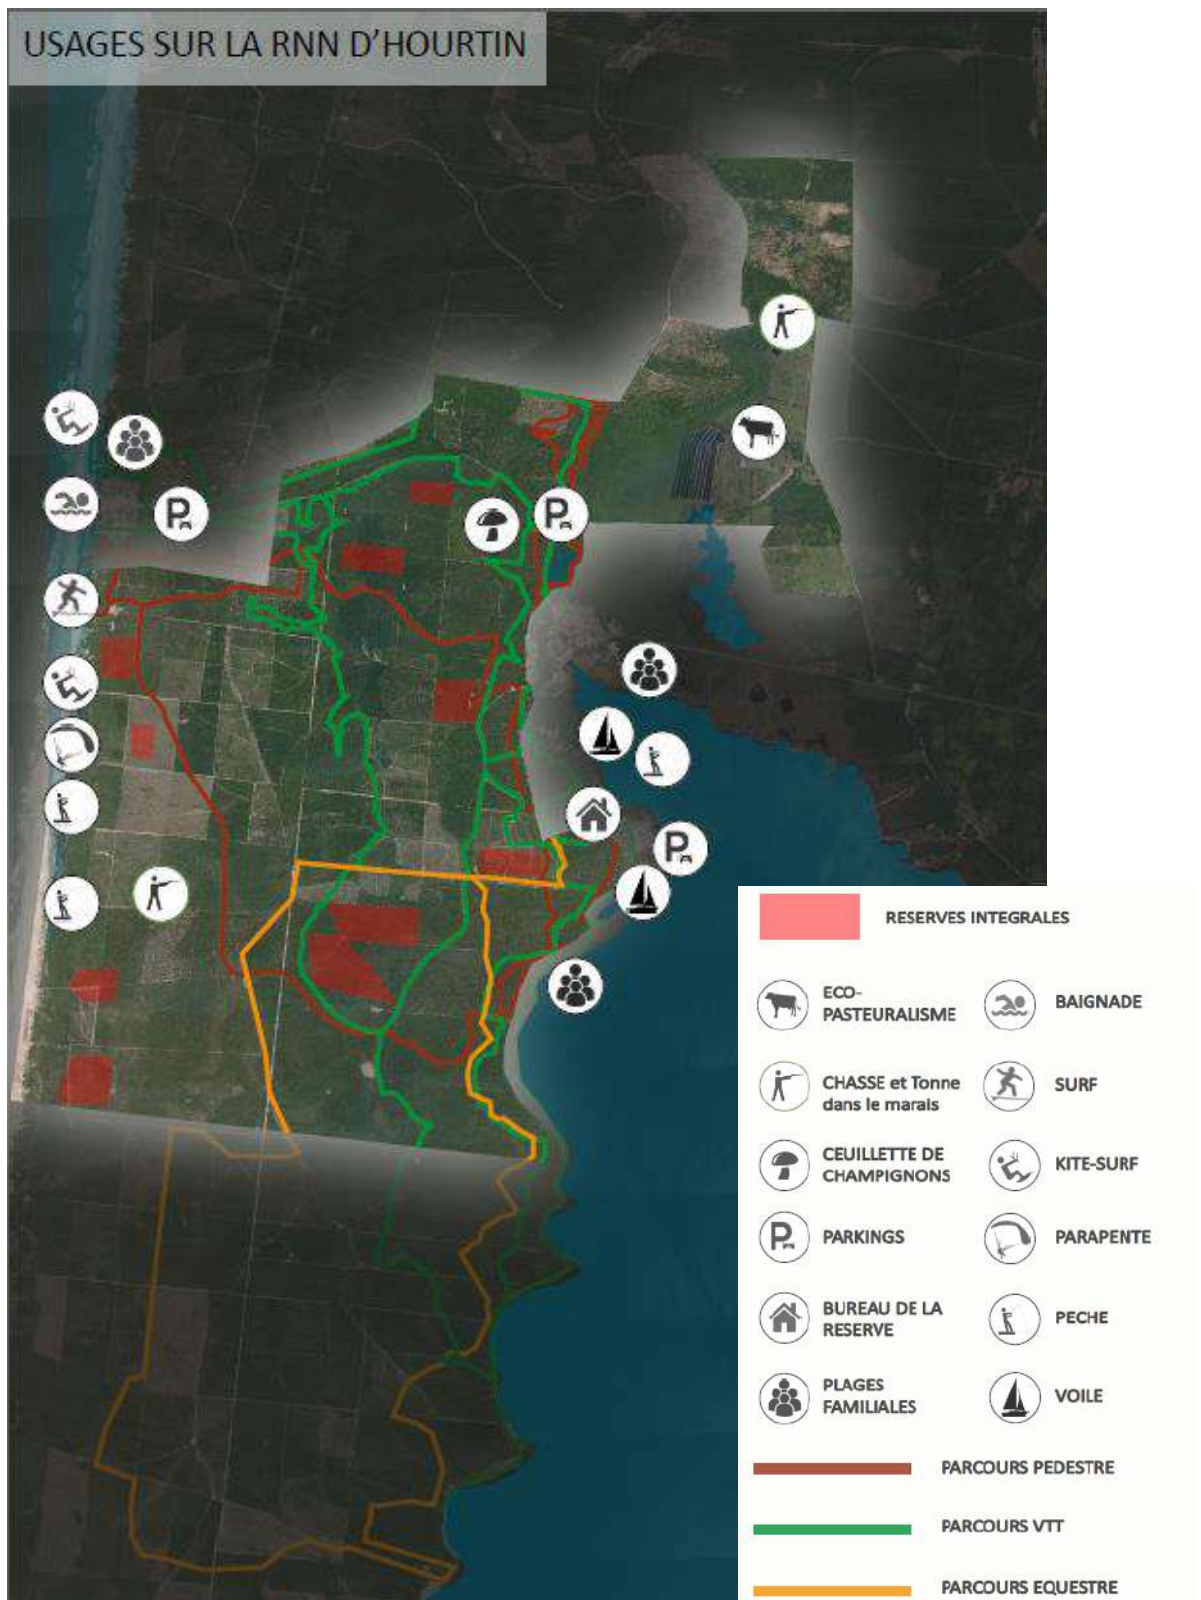 USAGES SUR LA RNN D'HOURTIN
P
P
P
RESERVES INTEGRALES
ECO-
PASTEURALISME
BAIGNADE
CHASSE et Tonne
dans le marais
SURF
CEUILLETTE DE
CHAMPIGNONS
KITE-SURF
P
PARKINGS
PARAPENTE
BUREAU DE LA
RESERVE
PECHE
PLAGES
FAMILIALES
VOILE
PARCOURS PEDESTRE
PARCOURS VTT
PARCOURS EQUESTRE